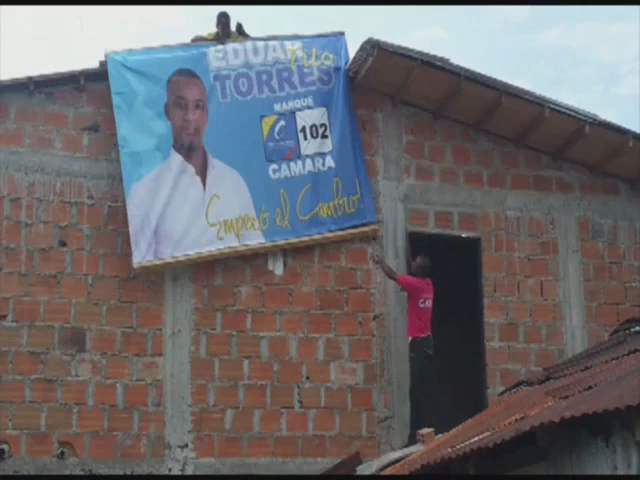 EDUAR
Tito
TORRES
MARQUE
102
CAMARA
Empezó el Cambio!